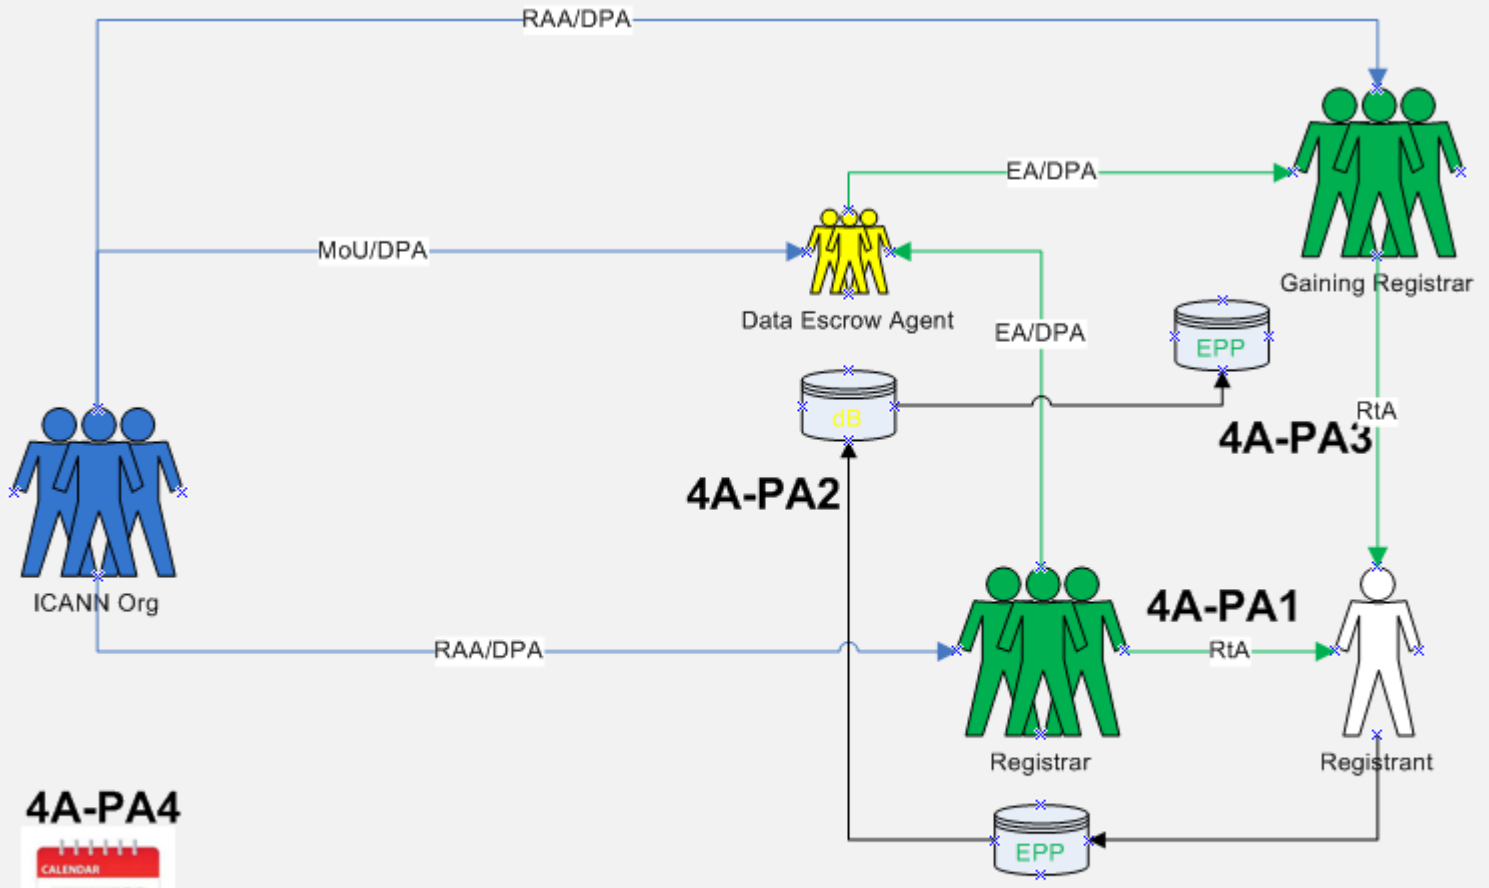 RAA/DPA
EA/DPA
MoU/DPA
Gaining Registrar
Data Escrow Agent
EA/DPA
EPP
dB
RtA
4A-PA3
4A-PA2
ICANN Org
4A-PA1
RAA/DPA
RtA
Registrar
Registrant
4A-PA4
EPP
CALENDAR